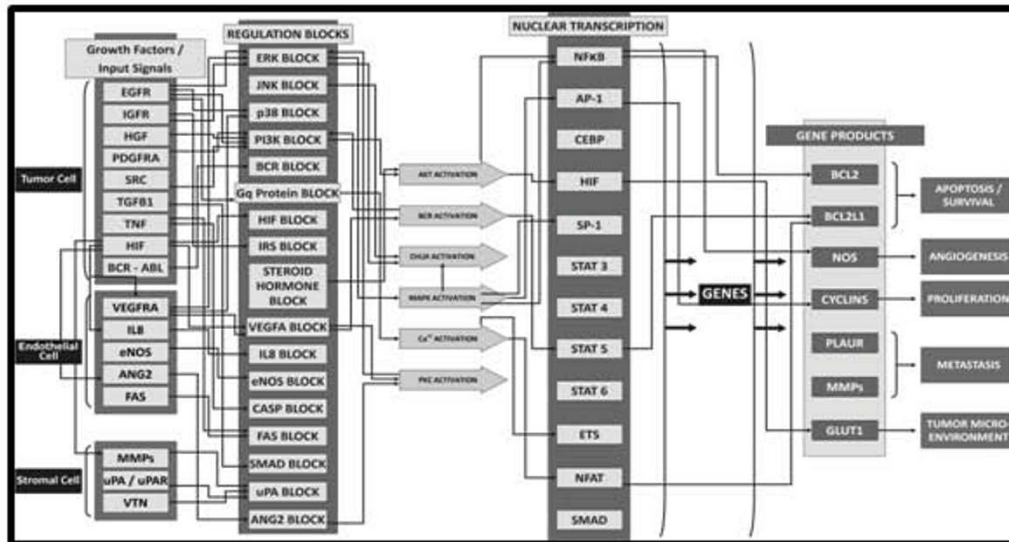 Growth Factors /
Input Signals
Tumor Cell
EGFR
IGFR
HGF
PDGFRA
SRC
TGFB1
TNF
HIF
BCR - ABL
Endothelial
Cell
VEGFRA
IL8
eNOS
ANG2
FAS
Stromal Cell
MMPs
uPA / uPAR
VTN
REGULATION BLOCKS
ERK BLOCK
JNK BLOCK
p38 BLOCK
PI3K BLOCK
BCR BLOCK
Gq Protein BLOCK
HIF BLOCK
IRS BLOCK
STEROID
HORMONE
BLOCK
VEGFA BLOCK
IL8 BLOCK
eNOS BLOCK
CASP BLOCK
FAS BLOCK
SMAD BLOCK
uPA BLOCK
ANG2 BLOCK
AKT ACTIVATION
BCR ACTIVATION
ACTIVATION
MAPK ACTIVATION
ACTIVATION
PKC ACTIVATION
NUCLEAR TRANSCRIPTION
NFκB
AP-1
CEBP
HIF
SP-1
STAT 3
STAT 4
STAT 5
STAT 6
ETS
NFAT
SMAD
GENES
GENE PRODUCTS
BCL2
BCL2L1
NOS
CYCLINS
PLAUR
MMPs
GLUT1
APOPTOSIS /
SURVIVAL
ANGIOGENESIS
PROLIFERATION
METASTASIS
TUMOR MICRO-
ENVIRONMENT